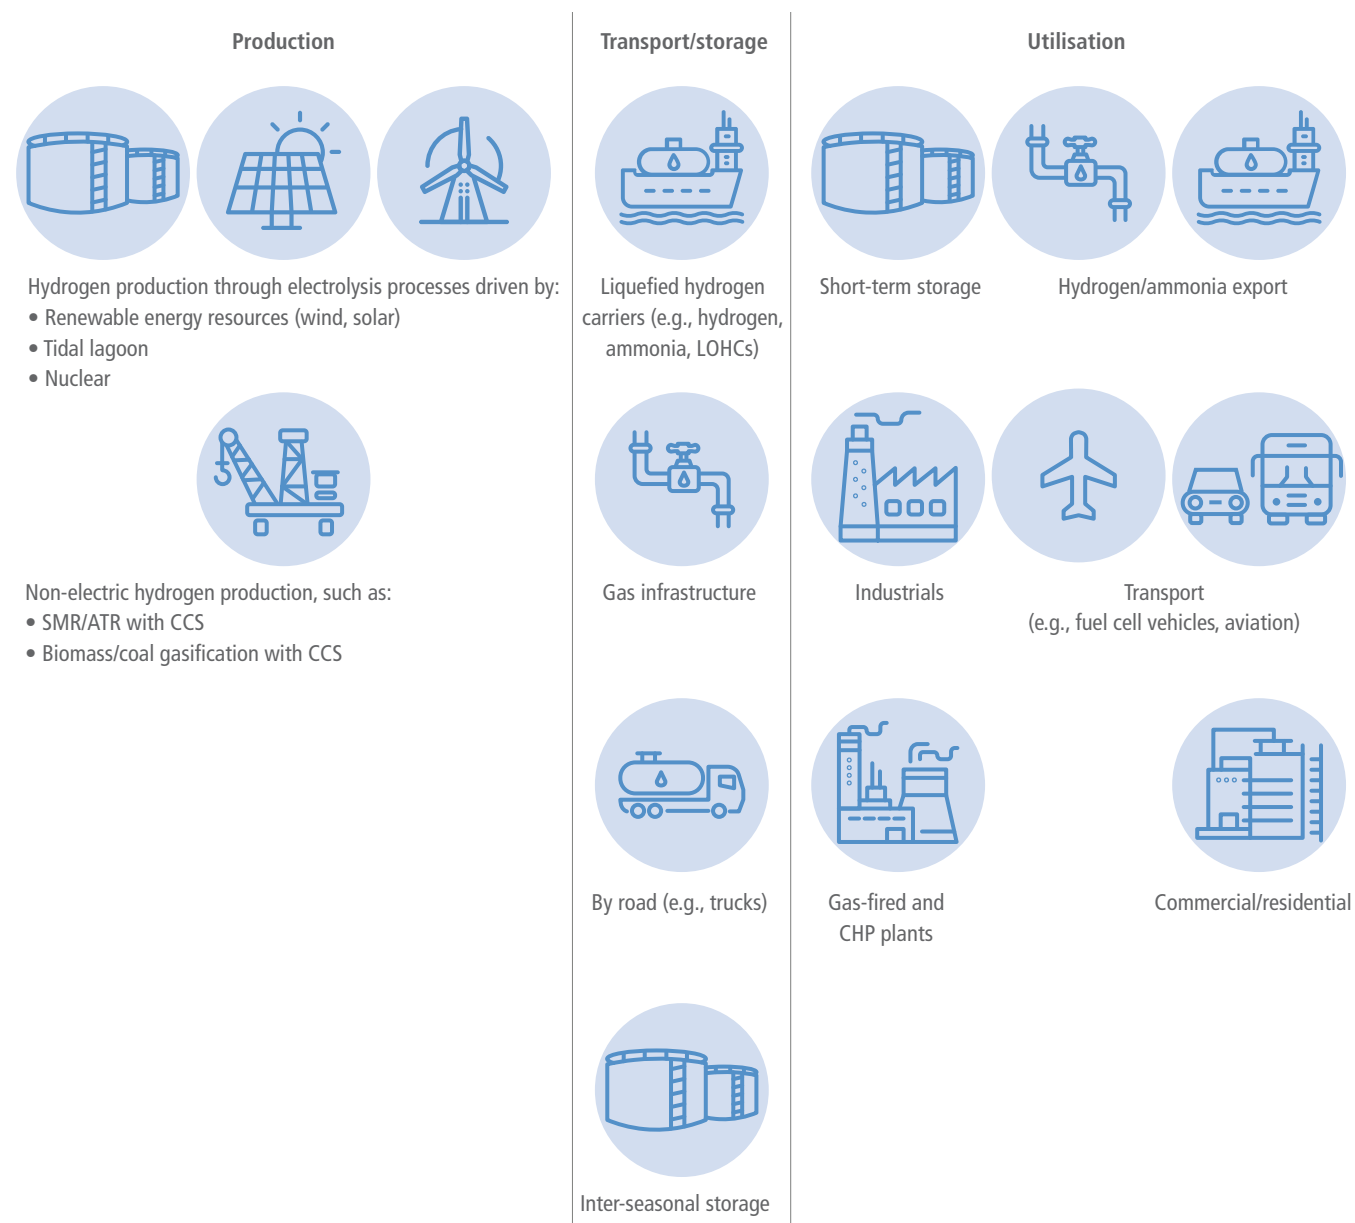 Production
Hydrogen production through electrolysis processes driven by:
• Renewable energy resources (wind, solar)
• Tidal lagoon
• Nuclear
Non-electric hydrogen production, such as:
• SMR/ATR with CCS
• Biomass/coal gasification with CCS
Transport/storage
Liquefied hydrogen
carriers (e.g., hydrogen,
ammonia, LOHCs)
Gas infrastructure
By road (e.g., trucks)
Inter-seasonal storage
Utilisation
Short-term storage
Hydrogen/ammonia export
Industrials
Transport
(e.g., fuel cell vehicles, aviation)
Gas-fired and
CHP plants
Commercial/residential